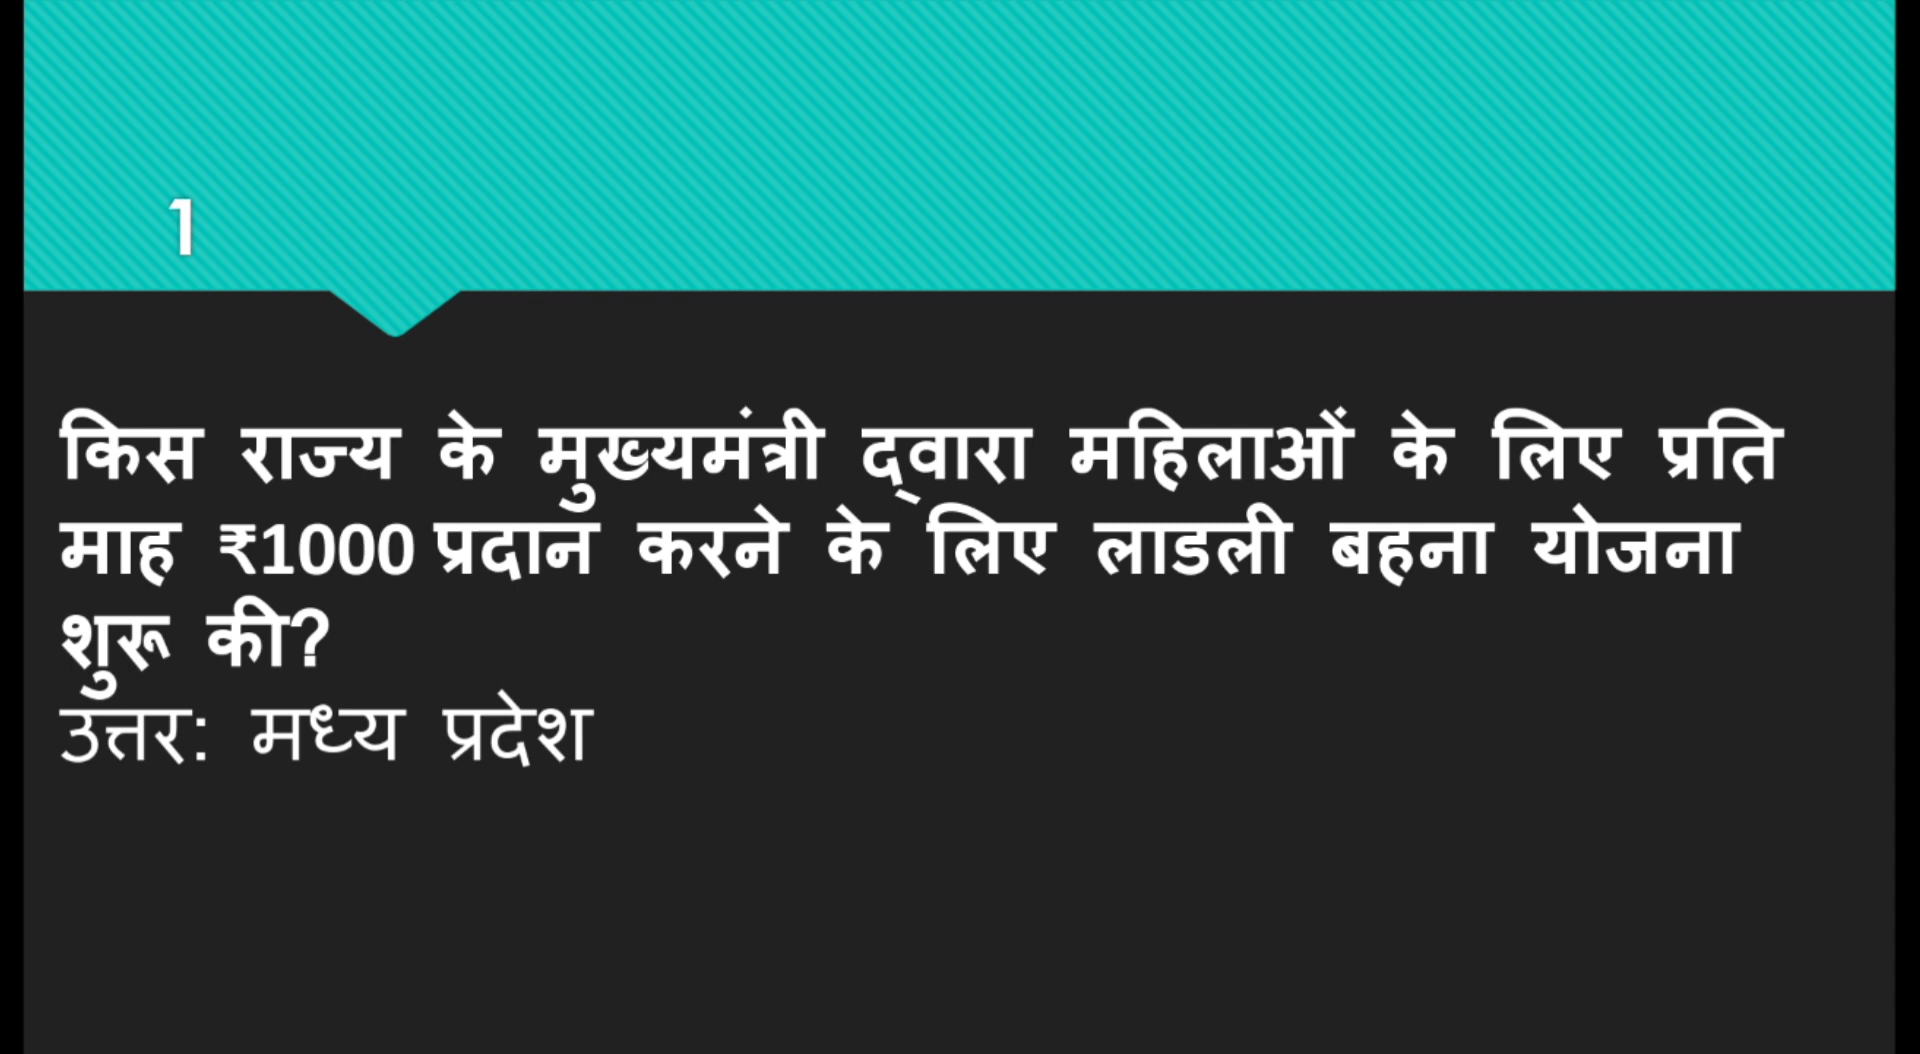 1
किस राज्य के मुख्यमंत्री द्वारा महिलाओं के लिए प्रति
माह ₹1000 प्रदान करने के लिए लाडली बहना योजना
शुरू की?
उत्तर: मध्य प्रदेश